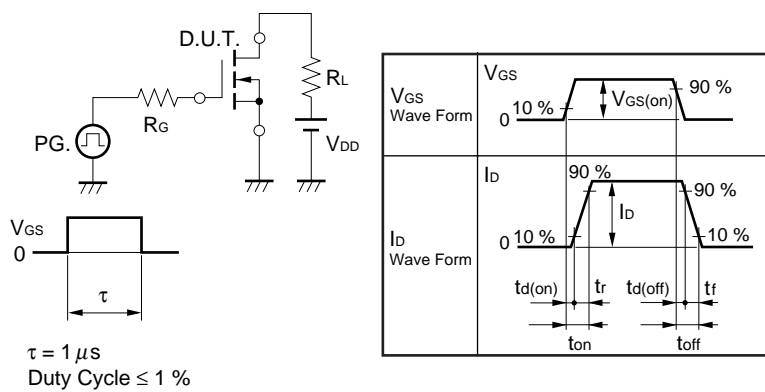 D.U.T.
RL
RG
PG.
VDD
VGS
0
τ
τ = 1 μs
Duty Cycle ≤ 1 %
VGS
Wave Form
VGS
10 %
0
VGS(on)
90 %
ID
Wave Form
ID
90 %
90 %
ID
0
10 %
10 %
td(on)
tr
td(off)
tf
ton
toff